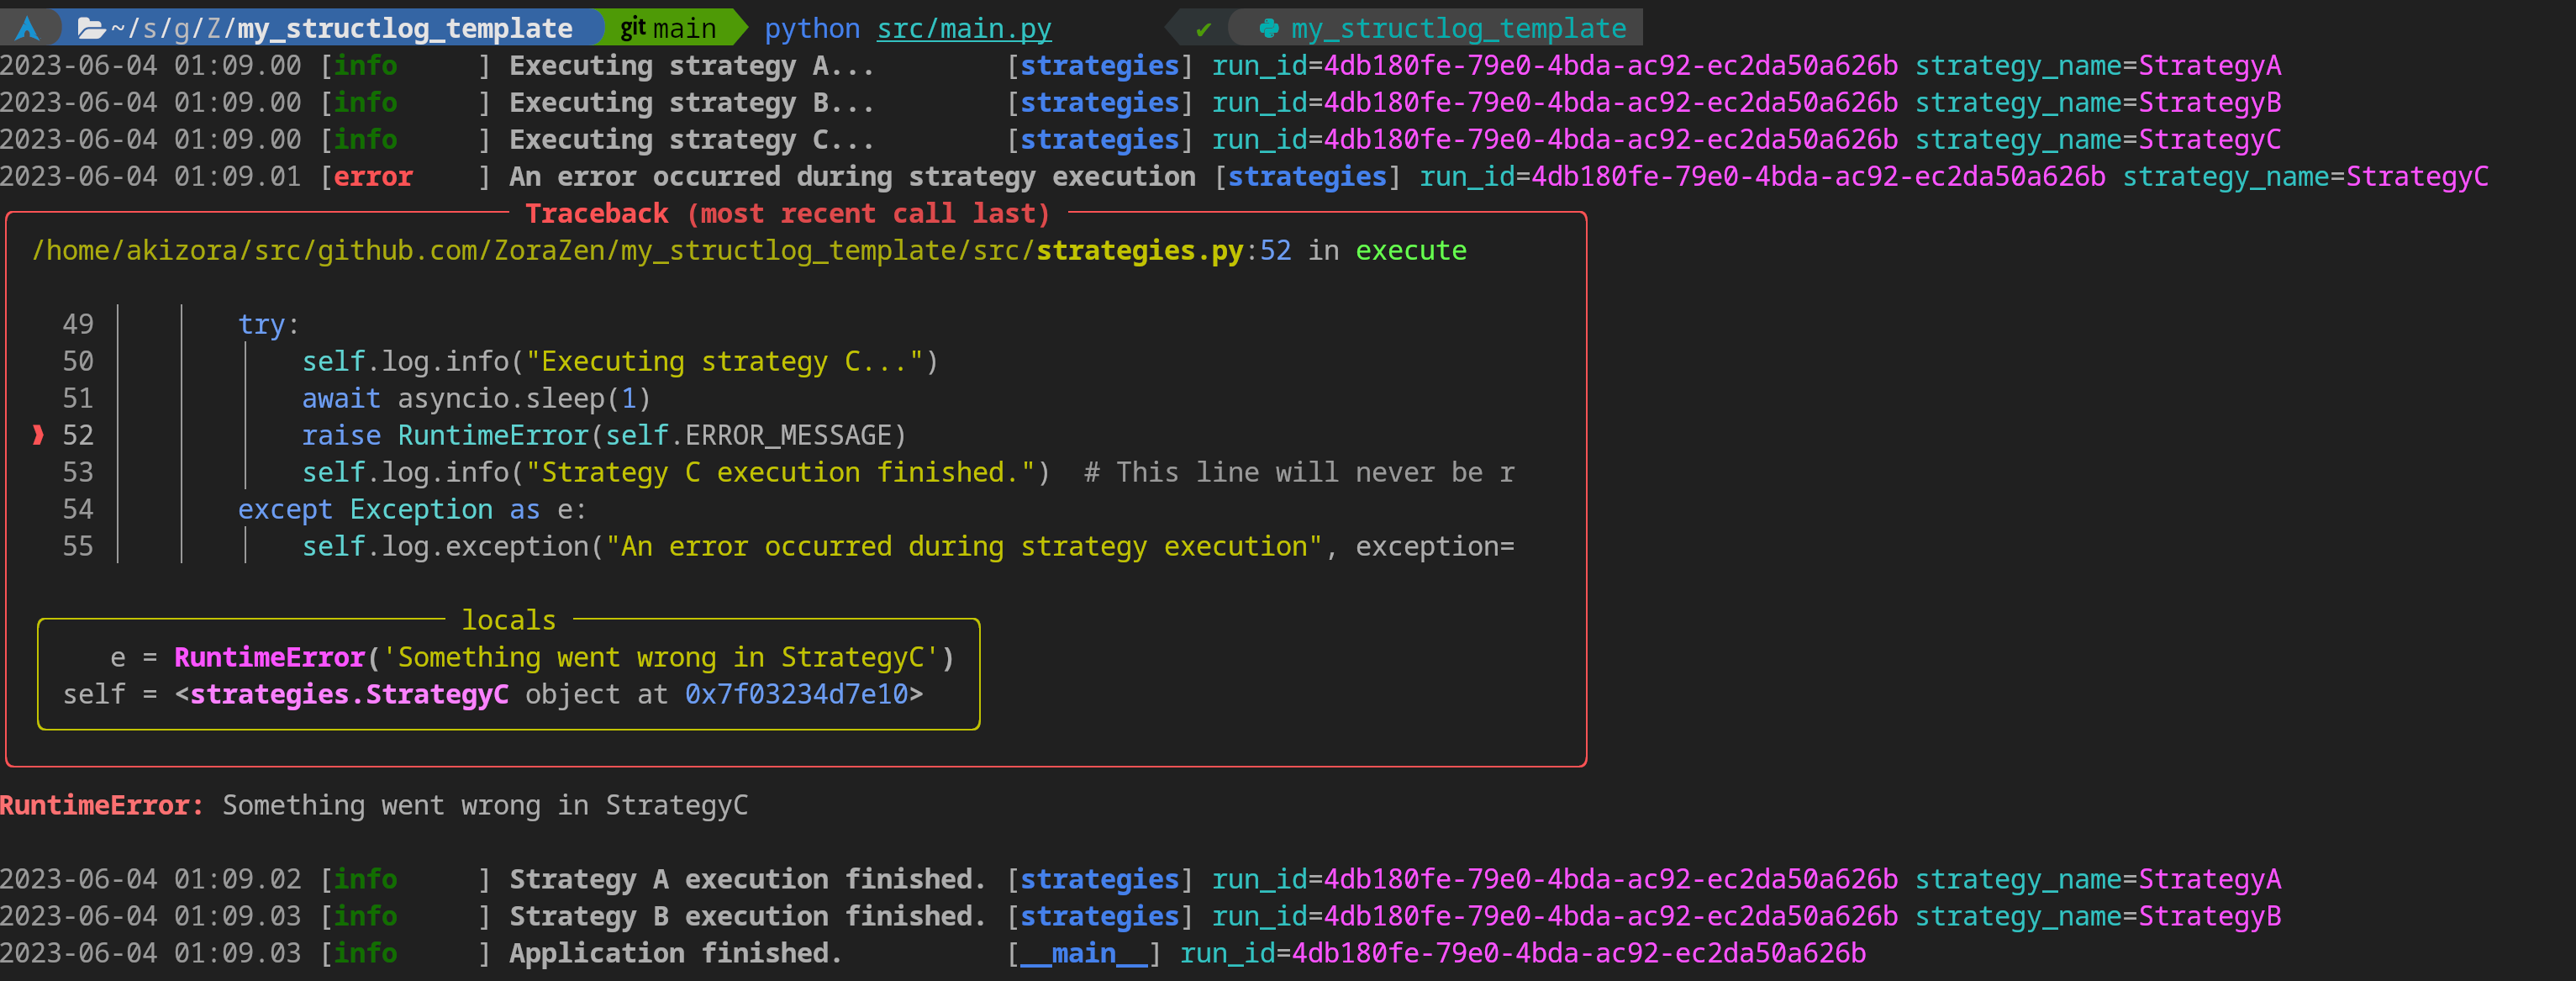 ~/s/g/Z/my_structlog_template git main python src/main.py ✔ my_structlog_template
2023-06-04 01:09.00 [info     ] Executing strategy A...        [strategies] run_id=4db180fe-79e0-4bda-ac92-ec2da50a626b strategy_name=StrategyA
2023-06-04 01:09.00 [info     ] Executing strategy B...        [strategies] run_id=4db180fe-79e0-4bda-ac92-ec2da50a626b strategy_name=StrategyB
2023-06-04 01:09.00 [info     ] Executing strategy C...        [strategies] run_id=4db180fe-79e0-4bda-ac92-ec2da50a626b strategy_name=StrategyC
2023-06-04 01:09.01 [error    ] An error occurred during strategy execution [strategies] run_id=4db180fe-79e0-4bda-ac92-ec2da50a626b strategy_name=StrategyC
Traceback (most recent call last)
/home/akizora/src/github.com/ZoraZen/my_structlog_template/src/strategies.py:52 in execute
49 try:
50 self.log.info("Executing strategy C...")
51 await asyncio.sleep(1)
❱ 52 raise RuntimeError(self.ERROR_MESSAGE)
53 self.log.info("Strategy C execution finished.")  # This line will never be r
54 except Exception as e:
55 self.log.exception("An error occurred during strategy execution", exception=
locals
e = RuntimeError('Something went wrong in StrategyC')
self = <strategies.StrategyC object at 0x7f03234d7e10>
RuntimeError: Something went wrong in StrategyC
2023-06-04 01:09.02 [info     ] Strategy A execution finished. [strategies] run_id=4db180fe-79e0-4bda-ac92-ec2da50a626b strategy_name=StrategyA
2023-06-04 01:09.03 [info     ] Strategy B execution finished. [strategies] run_id=4db180fe-79e0-4bda-ac92-ec2da50a626b strategy_name=StrategyB
2023-06-04 01:09.03 [info     ] Application finished.          [__main__] run_id=4db180fe-79e0-4bda-ac92-ec2da50a626b